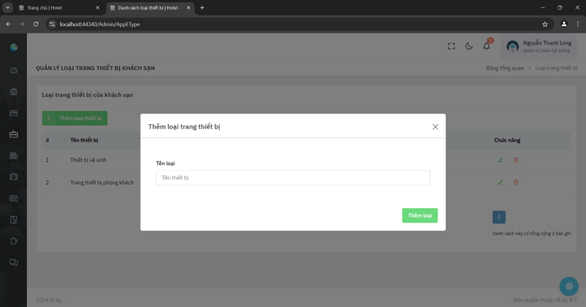 Trang chủ | Hotel
Danh sách loại thiết bị | Hotel
localhost:44340/Admin/AppEType
Nguyễn Thanh Long
Quản trị toàn hệ thống
QUẢN LÝ LOẠI TRANG THIẾT BỊ KHÁCH SẠN
Bảng tổng quan • Loại trang thiết bị
Loại trang thiết bị của khách sạn
+ Thêm loại thiết bị
Thêm loại trang thiết bị
# Tên thiết bị Chức năng
Tên loại
1 Thiết bị vệ sinh
Tên thiết bị
2 Trang thiết bị phòng khách
Thêm loại
1
Danh sách này có tổng cộng 2 bản ghi
2024 © Vy.
Bản quyền thuộc về Vy & Ý